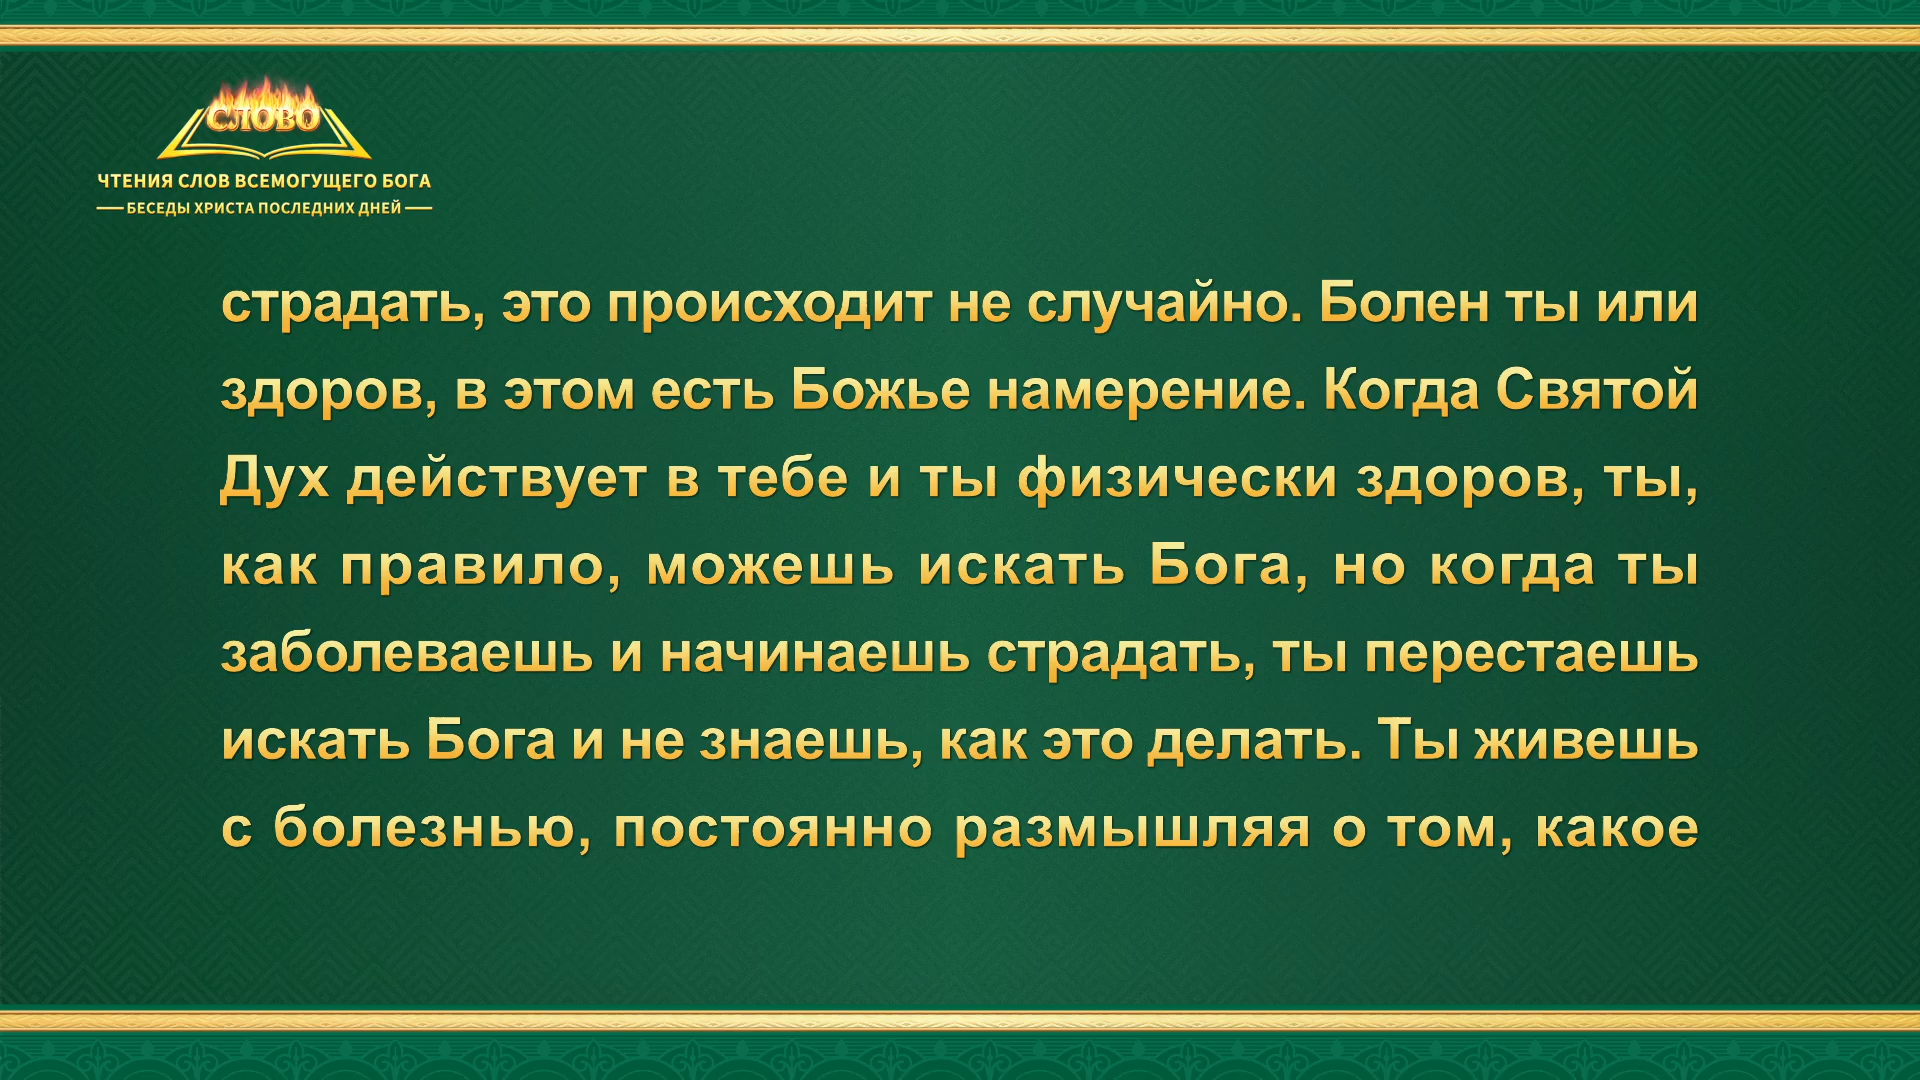 СЛОВО
ЧТЕНИЯ СЛОВ ВСЕМОГУЩЕГО БОГА
БЕСЕДЫ ХРИСТА ПОСЛЕДНИХ ДНЕЙ
страдать, это происходит не случайно. Болен ты или
здоров, в этом есть Божье намерение. Когда Святой
Дух действует в тебе и ты физически здоров, ты,
как правило, можешь искать Бога, но когда ты
заболеваешь и начинаешь страдать, ты перестаешь
искать Бога и не знаешь, как это делать. Ты живешь
с болезнью, постоянно размышляя о том, какое